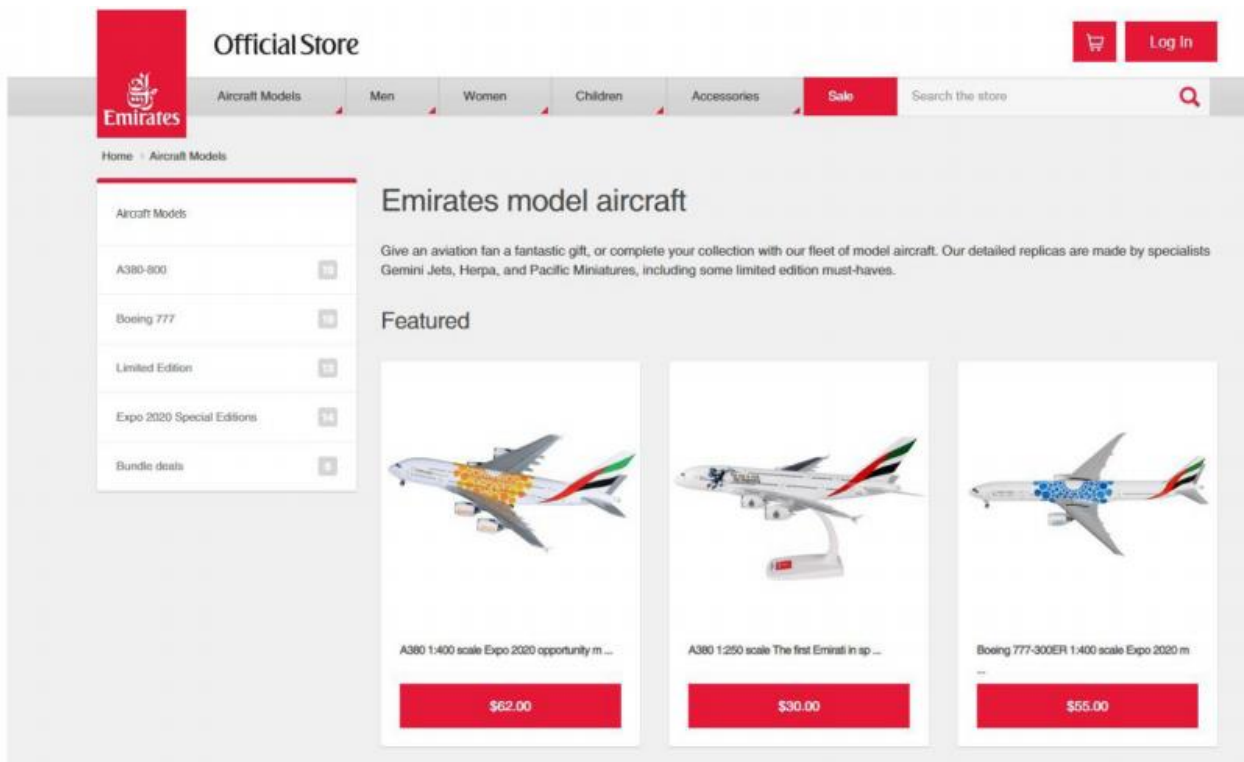 Official Store
Log In
Emirates
Aircraft Models
Men
Women
Children
Accessories
Sale
Search the store
Home Aircraft Models
Aircraft Models
A380-800
Boeing 777
Limited Edition
13
Expo 2020 Special Editions
14
Bundle deals
Emirates model aircraft
Give an aviation fan a fantastic gift, or complete your collection with our fleet of model aircraft. Our detailed replicas are made by specialists
Gemini Jets, Herpa, and Pacific Miniatures, including some limited edition must-haves.
Featured
A380 1:400 scale Expo 2020 opportunity m ...
$62.00
A380 1:250 scale The first Emirati in sp ...
$30.00
Boeing 777-300ER 1:400 scale Expo 2020 m
...
$55.00